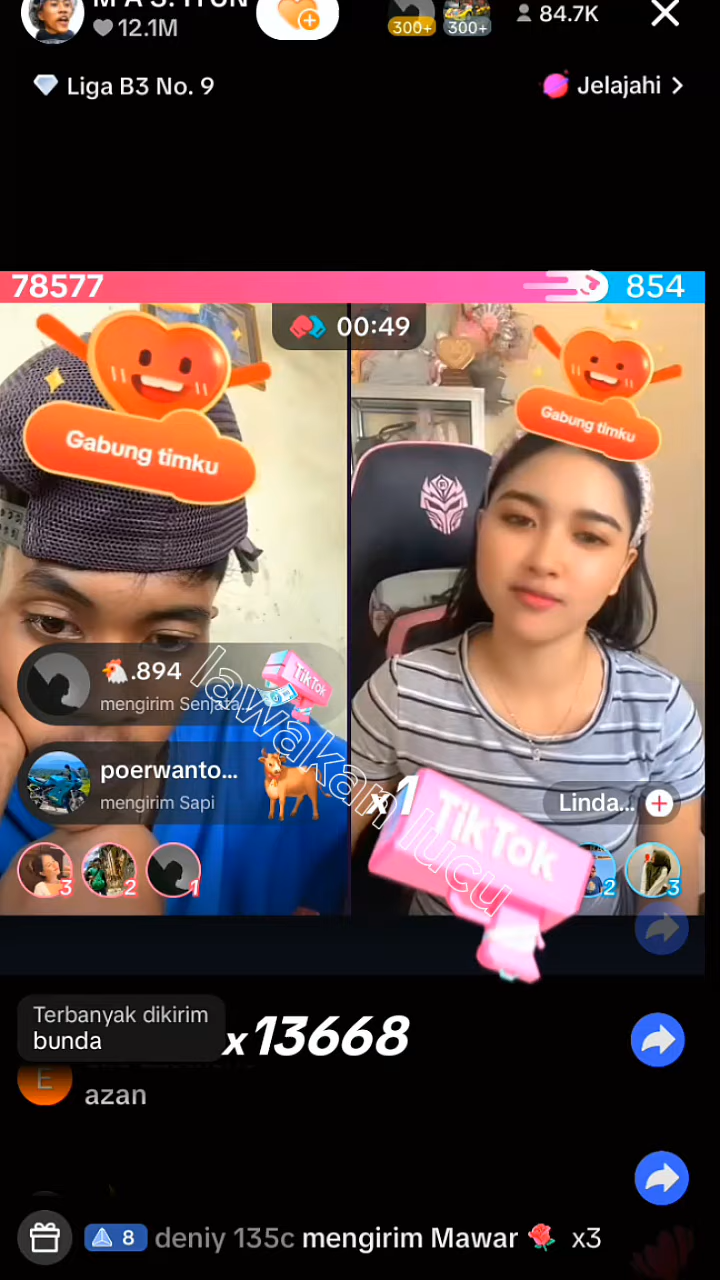 12.1M
300+
300+
84.7K
Liga B3 No. 9
Jelajahi
78577
854
00:49
Gabung timku
Gabung timku
.894
mengirim Senjata...
TikTok
poerwanto...
mengirim Sapi
x1
Linda...
TikTok
lawakan lucu
3
2
1
2
3
Terbanyak dikirim
bunda
x13668
E
azan
8 deniy 135c mengirim Mawar x3